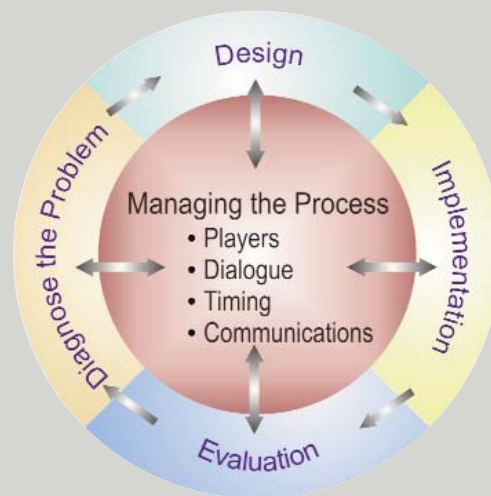 Design
Implementation
Evaluation
Diagnose the Problem
Managing the Process
• Players
• Dialogue
• Timing
• Communications